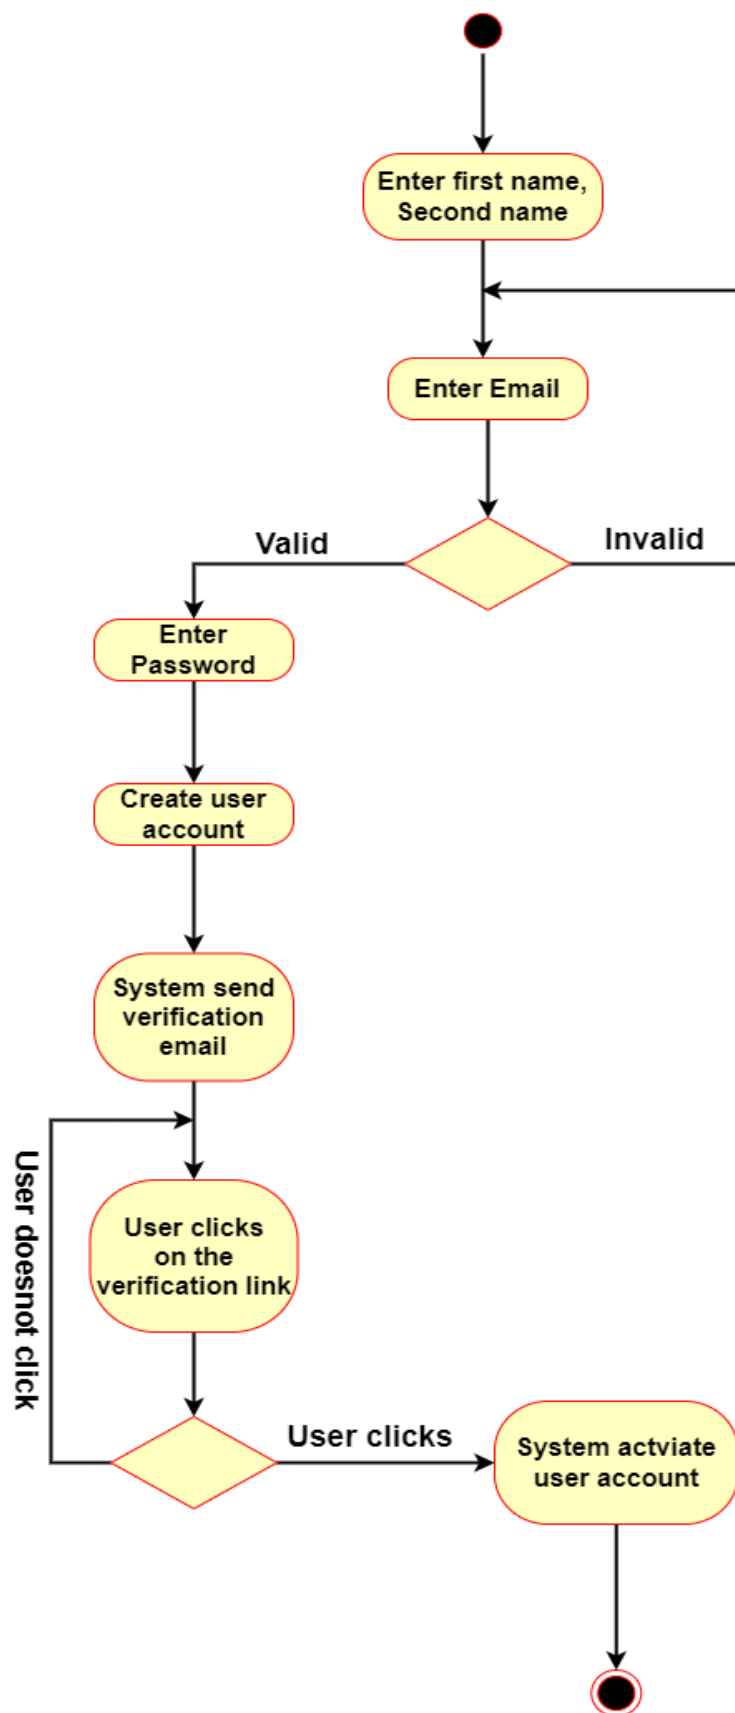 Enter first name,
Second name
Enter Email
Valid
Invalid
Enter
Password
Create user
account
System send
verification
email
User doesnot click
User clicks
on the
verification link
User clicks
System actviate
user account